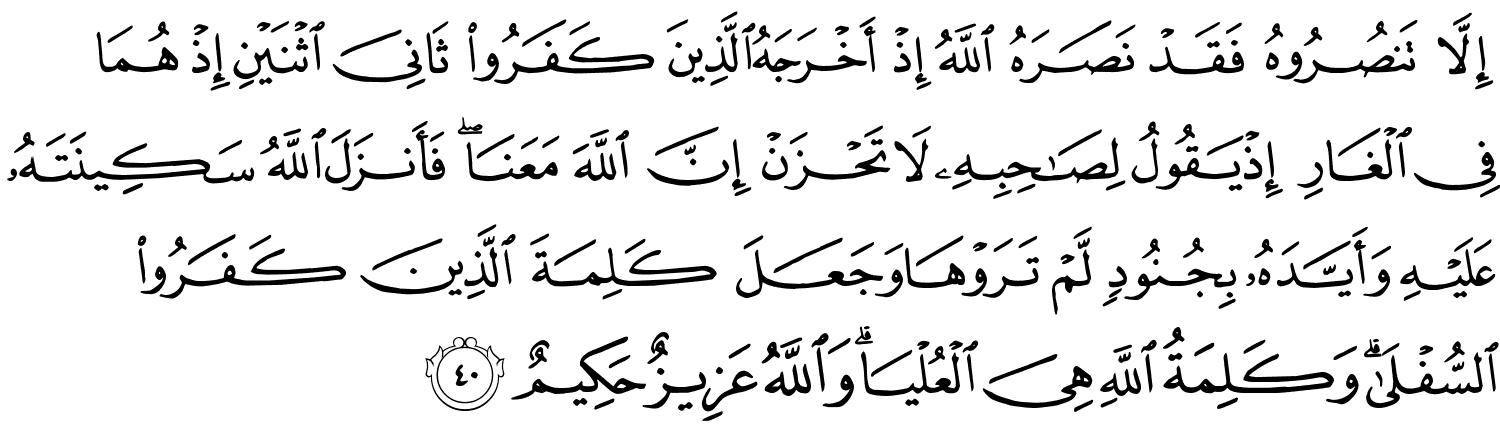 إِلَّا تَنصُرُوهُ فَقَدْ نَصَرَهُ ٱللَّهُ إِذْ أَخْرَجَهُ ٱلَّذِينَ كَفَرُوا۟ ثَانِىَ ٱثْنَيْنِ إِذْ هُمَا
فِى ٱلْغَارِ إِذْ يَقُولُ لِصَـٰحِبِهِۦ لَا تَحْزَنْ إِنَّ ٱللَّهَ مَعَنَا ۖ فَأَنزَلَ ٱللَّهُ سَكِينَتَهُۥ
عَلَيْهِ وَأَيَّدَهُۥ بِجُنُودٍ لَّمْ تَرَوْهَا وَجَعَلَ كَلِمَةَ ٱلَّذِينَ كَفَرُوا۟
ٱلسُّفْلَىٰ ۗ وَكَلِمَةُ ٱللَّهِ هِىَ ٱلْعُلْيَا ۗ وَٱللَّهُ عَزِيزٌ حَكِيمٌ ٤٠